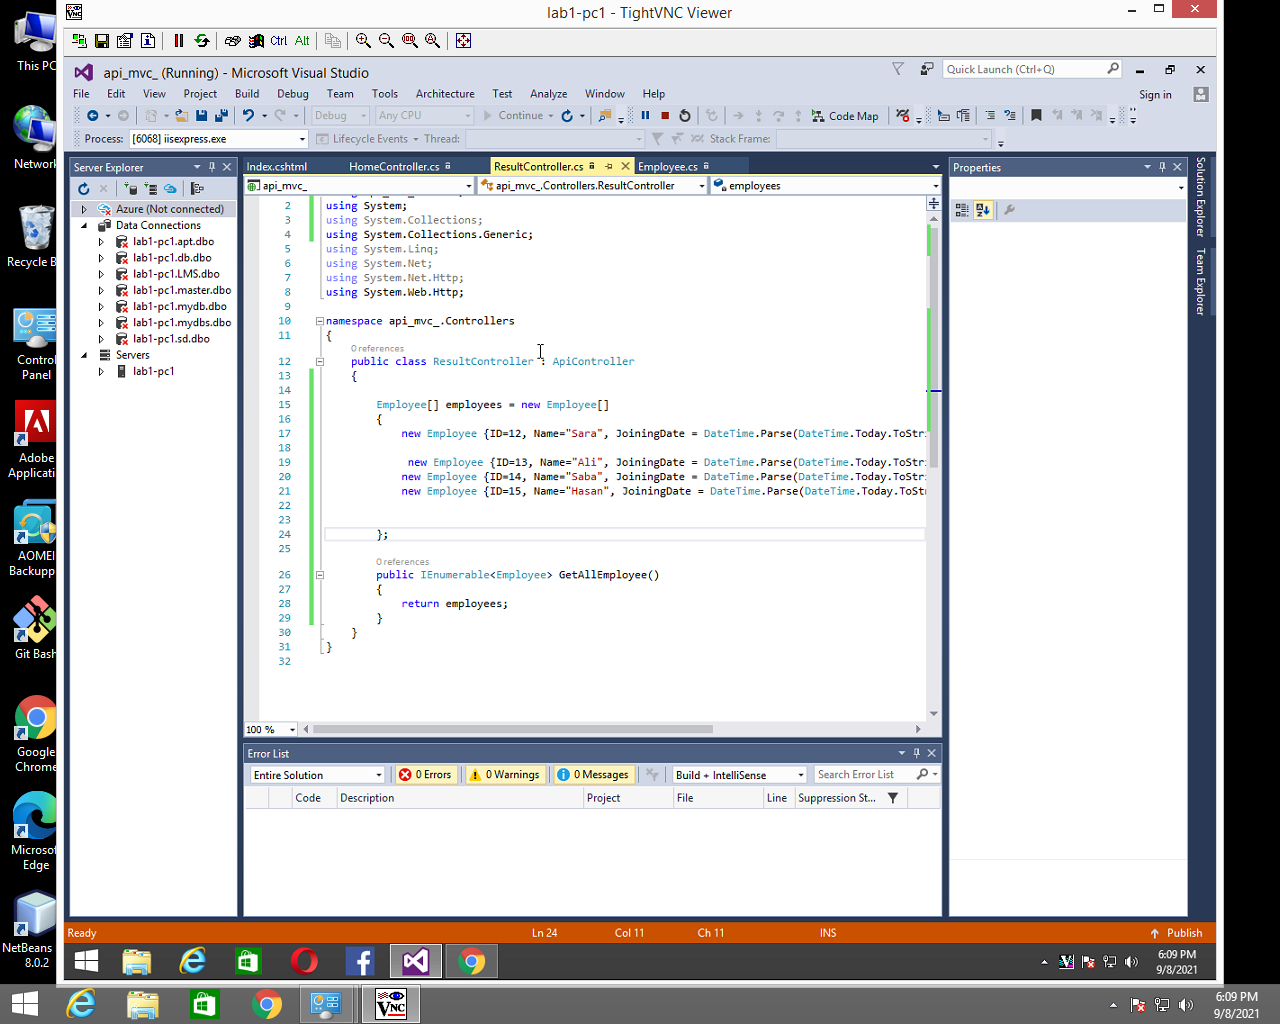 lab1-pc1 - TightVNC Viewer
Ctrl Alt
api_mvc_ (Running) - Microsoft Visual Studio
Quick Launch (Ctrl+Q)
File Edit View Project Build Debug Team Tools Architecture Test Analyze Window Help
Sign in
Debug Any CPU Continue Code Map
Process: [6068] iisexpress.exe Lifecycle Events Thread: Stack Frame:
Server Explorer
Azure (Not connected)
Data Connections
lab1-pc1.apt.dbo
lab1-pc1.db.dbo
lab1-pc1.LMS.dbo
lab1-pc1.master.dbo
lab1-pc1.mydb.dbo
lab1-pc1.mydbs.dbo
lab1-pc1.sd.dbo
Servers
lab1-pc1
Index.cshtml HomeController.cs ResultController.cs Employee.cs
api_mvc_ api_mvc_.Controllers.ResultController employees
2 using System;
3 using System.Collections;
4 using System.Collections.Generic;
5 using System.Linq;
6 using System.Net;
7 using System.Net.Http;
8 using System.Web.Http;
9
10 namespace api_mvc_.Controllers
11 {
0 references
12 public class ResultController : ApiController
13 {
14
15 Employee[] employees = new Employee[]
16 {
17 new Employee {ID=12, Name="Sara", JoiningDate = DateTime.Parse(DateTime.Today.ToStri
18
19 new Employee {ID=13, Name="Ali", JoiningDate = DateTime.Parse(DateTime.Today.ToStri
20 new Employee {ID=14, Name="Saba", JoiningDate = DateTime.Parse(DateTime.Today.ToStri
21 new Employee {ID=15, Name="Hasan", JoiningDate = DateTime.Parse(DateTime.Today.ToStr
22
23
24 };
25
0 references
26 public IEnumerable<Employee> GetAllEmployee()
27 {
28 return employees;
29 }
30 }
31 }
32
100 %
Error List
Entire Solution 0 Errors 0 Warnings 0 Messages Build + IntelliSense Search Error List
Code Description Project File Line Suppression St...
Properties
Solution Explorer
Team Explorer
Ready Ln 24 Col 11 Ch 11 INS Publish
6:09 PM
9/8/2021
This PC
Network
Recycle B
Control
Panel
Adobe
Applicati
AOMEI
Backupp
Git Bash
Google
Chrome
Microsof
Edge
NetBeans
8.0.2
VNC
6:09 PM
9/8/2021